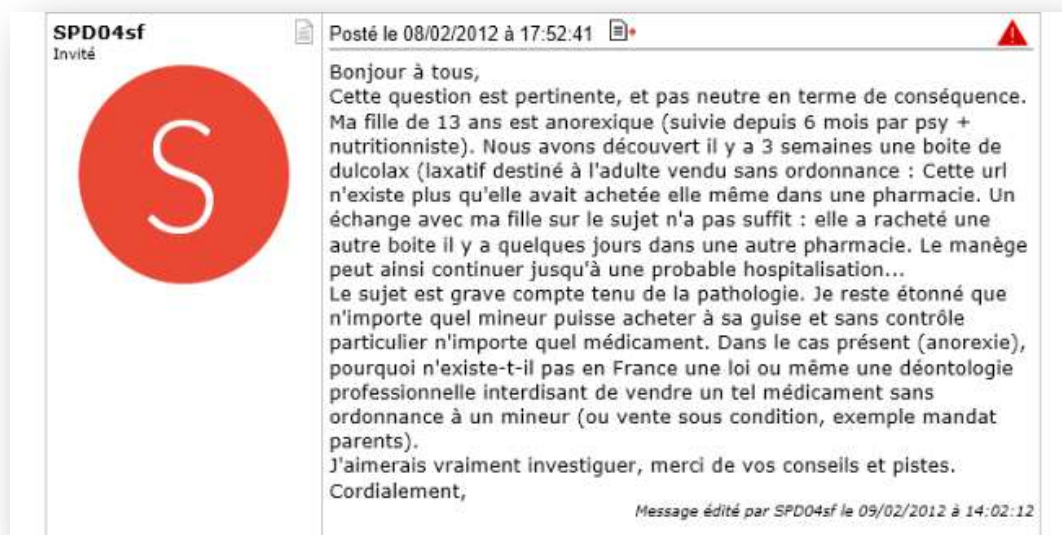 SPD04sf
Invité
S
Posté le 08/02/2012 à 17:52:41
Bonjour à tous,
Cette question est pertinente, et pas neutre en terme de conséquence.
Ma fille de 13 ans est anorexique (suivie depuis 6 mois par psy +
nutritionniste). Nous avons découvert il y a 3 semaines une boite de
dulcolax (laxatif destiné à l'adulte vendu sans ordonnance : Cette url
n'existe plus qu'elle avait achetée elle même dans une pharmacie. Un
échange avec ma fille sur le sujet n'a pas suffit : elle a racheté une
autre boite il y a quelques jours dans une autre pharmacie. Le manège
peut ainsi continuer jusqu'à une probable hospitalisation...
Le sujet est grave compte tenu de la pathologie. Je reste étonné que
n'importe quel mineur puisse acheter à sa guise et sans contrôle
particulier n'importe quel médicament. Dans le cas présent (anorexie),
pourquoi n'existe-t-il pas en France une loi ou même une déontologie
professionnelle interdisant de vendre un tel médicament sans
ordonnance à un mineur (ou vente sous condition, exemple mandat
parents).
J'aimerais vraiment investiguer, merci de vos conseils et pistes.
Cordialement,
Message édité par SPD04sf le 09/02/2012 à 14:02:12